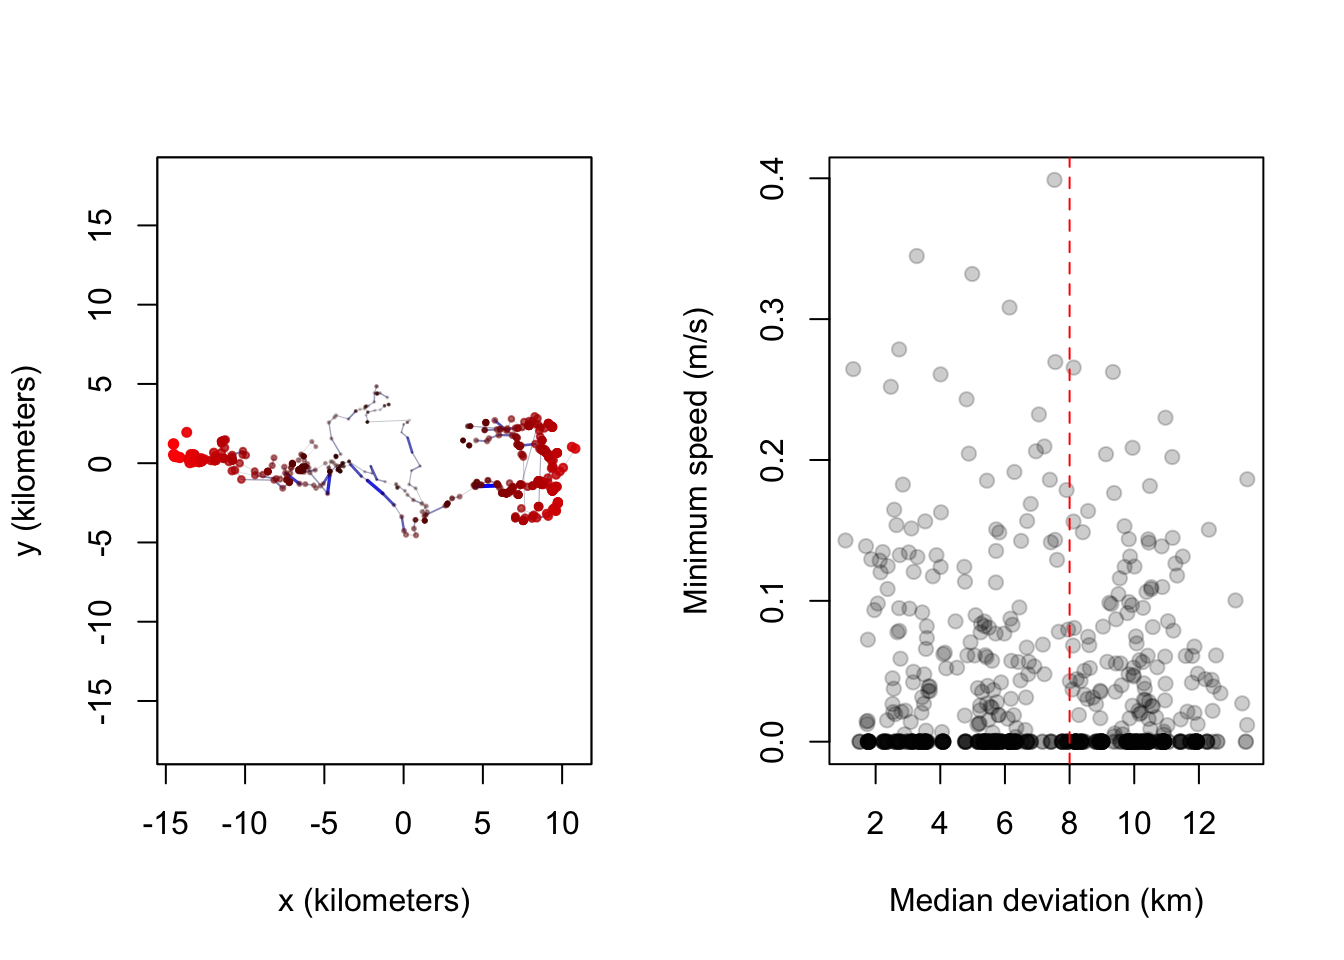 15
10
5
0
-5
-10
-15
y (kilometers)
-15 -10 -5 0 5 10
x (kilometers)
0.4
0.3
0.2
0.1
0.0
Minimum speed (m/s)
2 4 6 8 10 12
Median deviation (km)